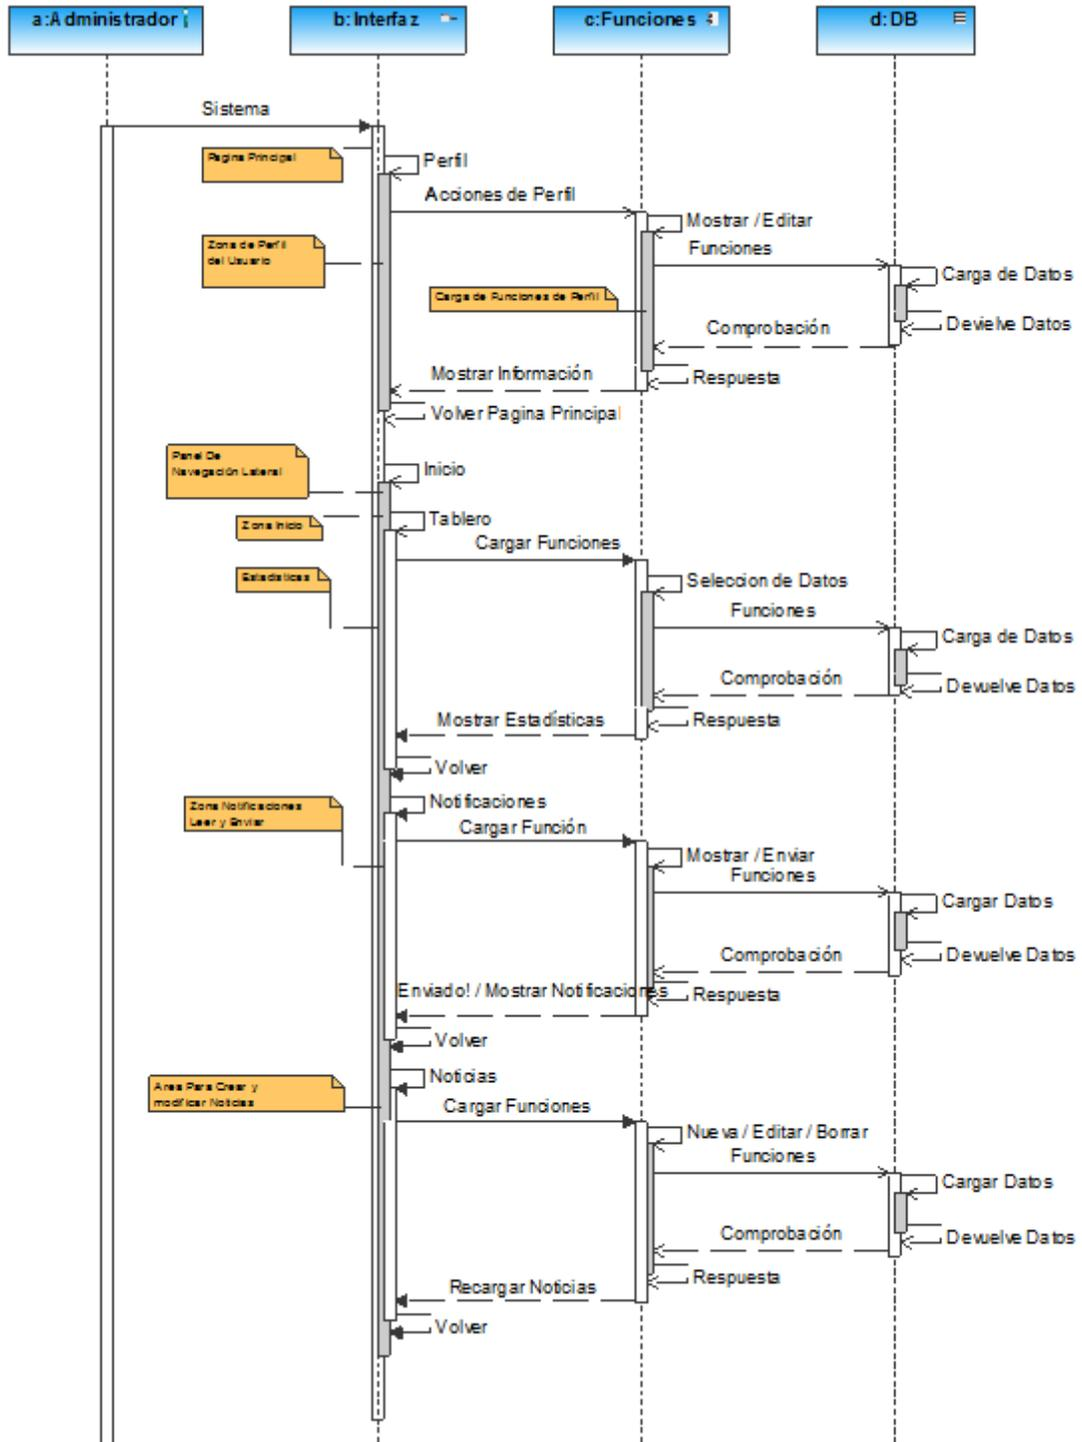 a:Administrador
b:Interfaz
c:Funciones
d:DB
Sistema
Pagina Principal
Perfil
Acciones de Perfil
Mostrar / Editar
Funciones
Zona de Perfil
del Usuario
Carga de Datos
Carga de Funciones de Perfil
Comprobación
Devielve Datos
Mostrar Información
Respuesta
Volver Pagina Principal
Panel De
Navegación Lateral
Inicio
Zona Inicio
Tablero
Cargar Funciones
Estadisticas
Seleccion de Datos
Funciones
Carga de Datos
Comprobación
Devuelve Datos
Mostrar Estadísticas
Respuesta
Volver
Zona Notificaciones
Leer y Enviar
Notificaciones
Cargar Función
Mostrar / Enviar
Funciones
Cargar Datos
Comprobación
Devuelve Datos
Enviado! / Mostrar Notificaciones
Respuesta
Volver
Area Para Crear y
modificar Noticias
Noticias
Cargar Funciones
Nueva / Editar / Borrar
Funciones
Cargar Datos
Comprobación
Devuelve Datos
Recargar Noticias
Respuesta
Volver